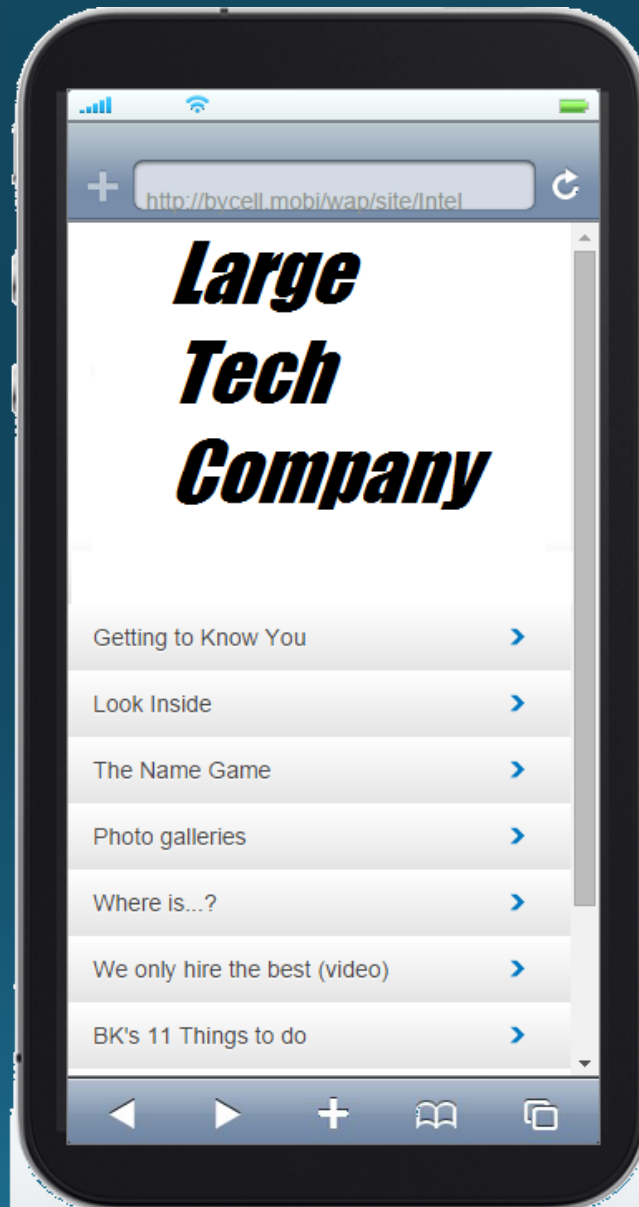 http://bycell.mobi/wap/site/Intel
Large
Tech
Company
Getting to Know You
Look Inside
The Name Game
Photo galleries
Where is...?
We only hire the best (video)
BK's 11 Things to do